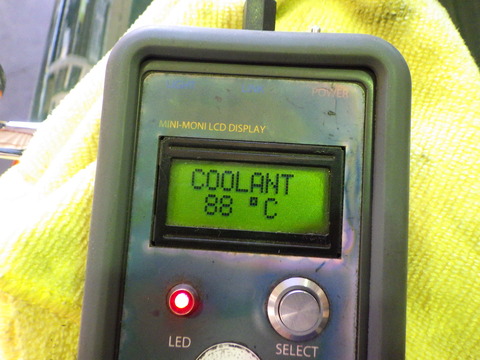 POWER
MINI-MONI LCD DISPLAY
COOLANT
88 °C
LED
SELECT